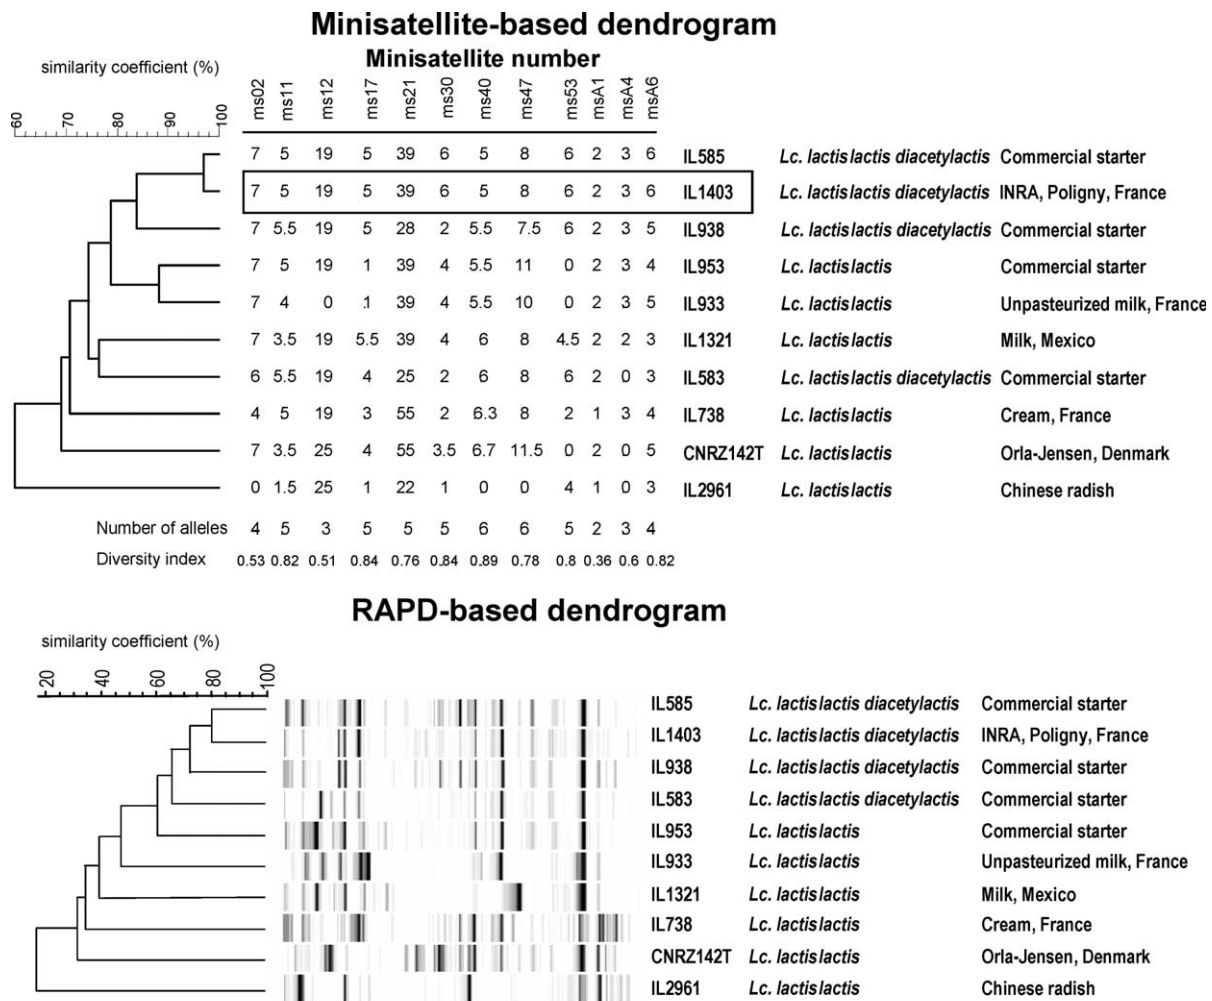 Minisatellite-based dendrogram
Minisatellite number
similarity coefficient (%)
ms02 ms11 ms12 ms17 ms21 ms30 ms40 ms47 ms53 msA1 msA4 msA6
60 70 80 90 100
7 5 19 5 39 6 5 8 6 2 3 6 IL585 Lc. lactis lactis diacetylactis Commercial starter
7 5 19 5 39 6 5 8 6 2 3 6 IL1403 Lc. lactis lactis diacetylactis INRA, Poligny, France
7 5.5 19 5 28 2 5.5 7.5 6 2 3 5 IL938 Lc. lactis lactis diacetylactis Commercial starter
7 5 19 1 39 4 5.5 11 0 2 3 4 IL953 Lc. lactis lactis Commercial starter
7 4 0 1 39 4 5.5 10 0 2 3 5 IL933 Lc. lactis lactis Unpasteurized milk, France
7 3.5 19 5.5 39 4 6 8 4.5 2 2 3 IL1321 Lc. lactis lactis Milk, Mexico
6 5.5 19 4 25 2 6 8 6 2 0 3 IL583 Lc. lactis lactis diacetylactis Commercial starter
4 5 19 3 55 2 6.3 8 2 1 3 4 IL738 Lc. lactis lactis Cream, France
7 3.5 25 4 55 3.5 6.7 11.5 0 2 0 5 CNRZ142T Lc. lactis lactis Orla-Jensen, Denmark
0 1.5 25 1 22 1 0 0 4 1 0 3 IL2961 Lc. lactis lactis Chinese radish
Number of alleles 4 5 3 5 5 5 6 6 5 2 3 4
Diversity index 0.53 0.82 0.51 0.84 0.76 0.84 0.89 0.78 0.8 0.36 0.6 0.82
RAPD-based dendrogram
similarity coefficient (%)
20 40 60 80 100
IL585 Lc. lactis lactis diacetylactis Commercial starter
IL1403 Lc. lactis lactis diacetylactis INRA, Poligny, France
IL938 Lc. lactis lactis diacetylactis Commercial starter
IL583 Lc. lactis lactis diacetylactis Commercial starter
IL953 Lc. lactis lactis Commercial starter
IL933 Lc. lactis lactis Unpasteurized milk, France
IL1321 Lc. lactis lactis Milk, Mexico
IL738 Lc. lactis lactis Cream, France
CNRZ142T Lc. lactis lactis Orla-Jensen, Denmark
IL2961 Lc. lactis lactis Chinese radish